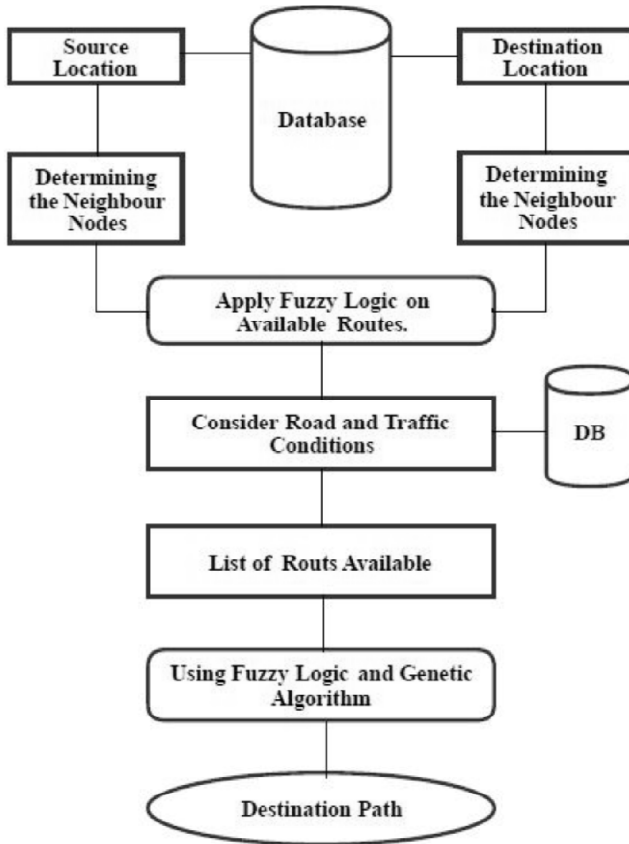 Source
Location
Database
Destination
Location
Determining
the Neighbour
Nodes
Determining
the Neighbour
Nodes
Apply Fuzzy Logic on
Available Routes.
Consider Road and Traffic
Conditions
DB
List of Routs Available
Using Fuzzy Logic and Genetic
Algorithm
Destination Path